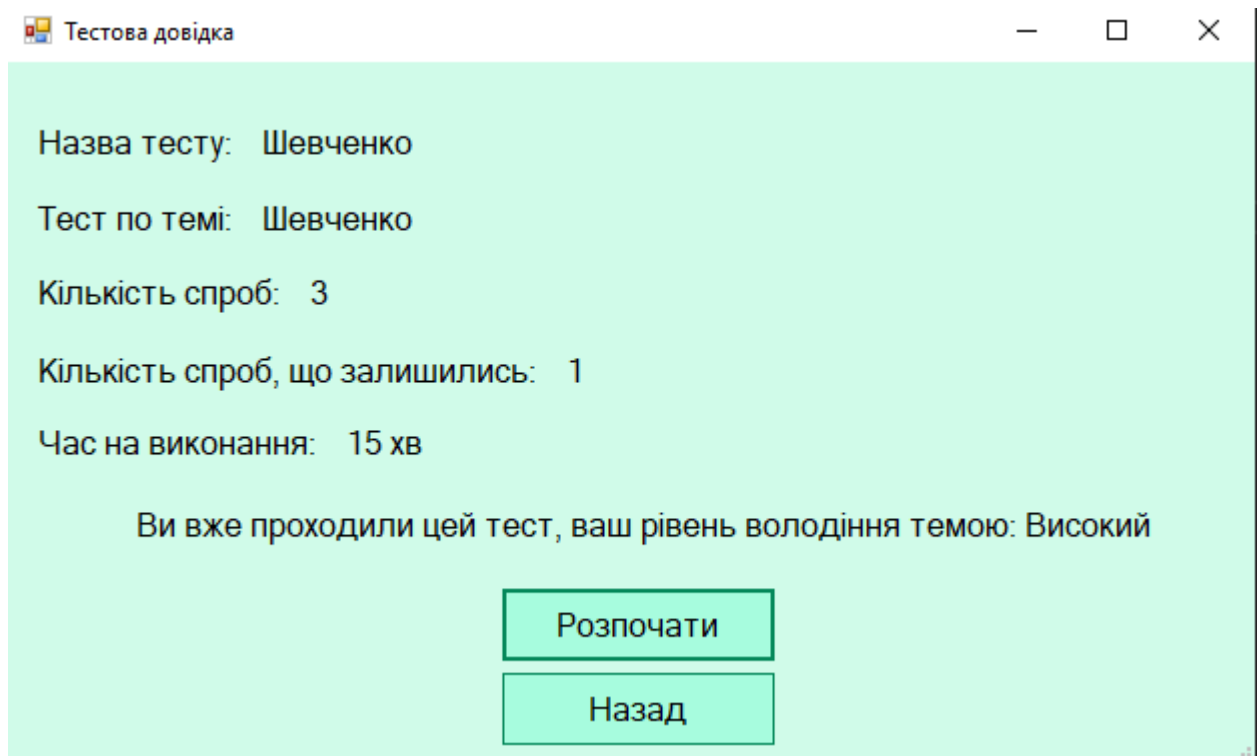 Тестова довідка
Назва тесту: Шевченко
Тест по темі: Шевченко
Кількість спроб: 3
Кількість спроб, що залишились: 1
Час на виконання: 15 хв
Ви вже проходили цей тест, ваш рівень володіння темою: Високий
Розпочати
Назад